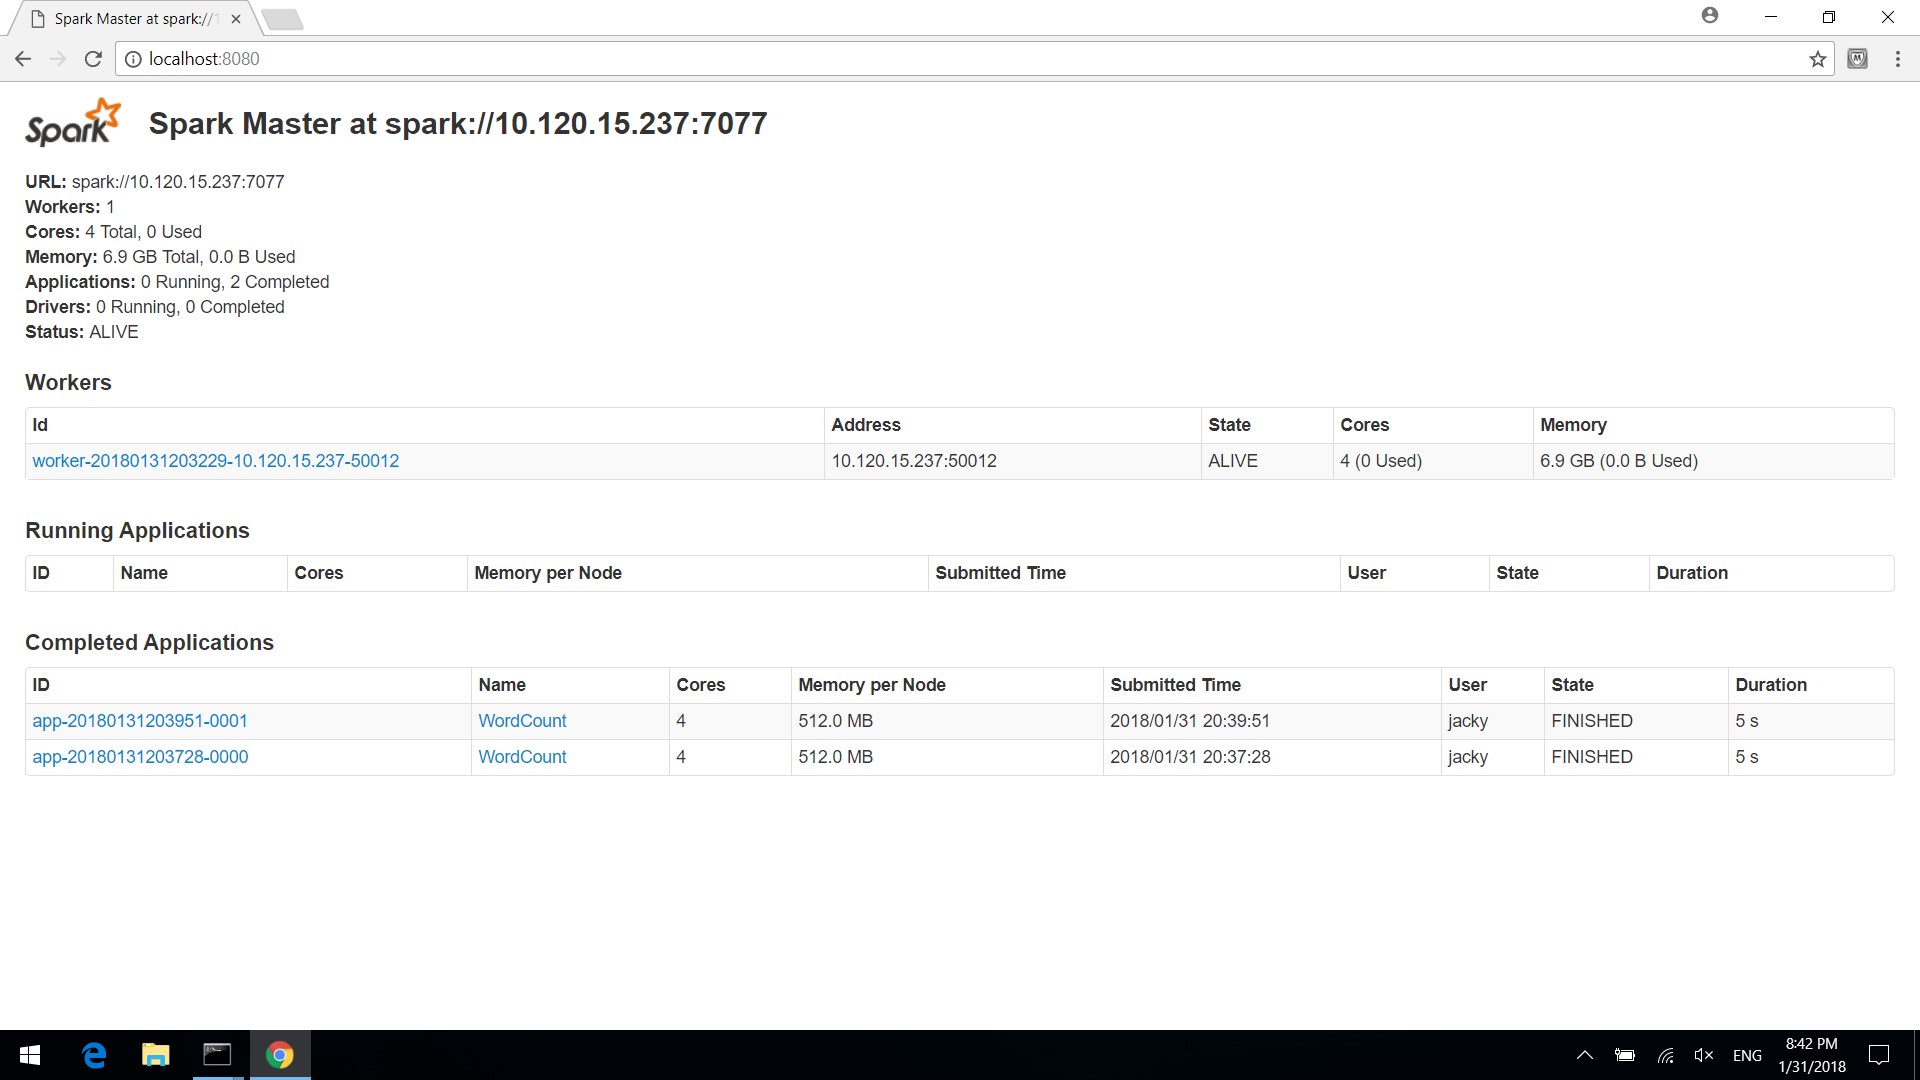 Spark Master at spark://1
localhost:8080
Spark Spark Master at spark://10.120.15.237:7077
URL: spark://10.120.15.237:7077
Workers: 1
Cores: 4 Total, 0 Used
Memory: 6.9 GB Total, 0.0 B Used
Applications: 0 Running, 2 Completed
Drivers: 0 Running, 0 Completed
Status: ALIVE
Workers
Id Address State Cores Memory
worker-20180131203229-10.120.15.237-50012 10.120.15.237:50012 ALIVE 4 (0 Used) 6.9 GB (0.0 B Used)
Running Applications
ID Name Cores Memory per Node Submitted Time User State Duration
Completed Applications
ID Name Cores Memory per Node Submitted Time User State Duration
app-20180131203951-0001 WordCount 4 512.0 MB 2018/01/31 20:39:51 jacky FINISHED 5 s
app-20180131203728-0000 WordCount 4 512.0 MB 2018/01/31 20:37:28 jacky FINISHED 5 s
ENG
8:42 PM
1/31/2018